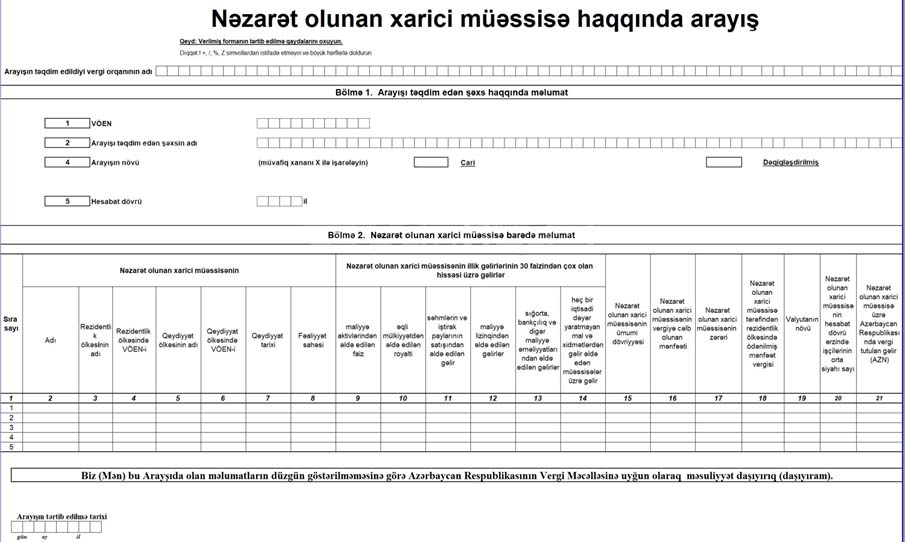 Nəzarət olunan xarici müəssisə haqqında arayış
Qeyd: Verilmiş formanın tərtib edilmə qaydalarını oxuyun.
Diqqət ! +, /, %, Z simvollardan istifadə etmeyin və böyük hərflərlə doldurun.
Arayışın təqdim edildiyi vergi orqanının adı
Bölmə 1. Arayışı təqdim edən şəxs haqqında məlumat
1 VÖEN
2 Arayışı təqdim edən şəxsin adı
4 Arayışın növü (müvafiq xananı X ilə işarələyin) Cari Dəqiqləşdirilmiş
5 Hesabat dövrü il
Bölmə 2. Nəzarət olunan xarici müəssisə barədə məlumat
Sıra
sayı
Nəzarət olunan xarici müəssisənin
Nəzarət olunan xarici müəssisənin illik gəlirlərinin 30 faizindən çox olan
hissəsi üzrə gəlirlər
Adı
Rezidentli
k
ölkəsinin
adı
Rezidentlik
ölkəsində
VÖEN-i
Qeydiyyat
ölkəsinin adı
Qeydiyyat
ölkəsində
VÖEN-i
Qeydiyyat
tarixi
Fəaliyyət
sahəsi
maliyyə
aktivlərindən
əldə edilən
faiz
əqli
mülkiyyətdən
əldə edilən
royalti
səhmlərin və
iştirak
paylarının
satışından
əldə edilən
gəlir
maliyyə
lizinqindən
əldə edilən
gəlirlər
sığorta,
bankçılıq və
digər
maliyyə
əməliyyatları
ndan əldə
edilən gəlirlər
heç bir
iqtisadi
dəyər
yaratmayan
mal və
xidmətlərdən
gəlir əldə
edən
müəssisələr
üzrə gəlir
Nəzarət
olunan xarici
müəssisənin
ümumi
dövriyyəsi
Nəzarət
olunan xarici
müəssisənin
vergiyə cəlb
olunan
mənfəəti
Nəzarət
olunan xarici
müəssisənin
zərəri
Nəzarət
olunan
xarici
müəssisə
tərəfindən
rezidentlik
ölkəsində
ödənilmiş
mənfəət
vergisi
Valyutanın
növü
Nəzarət
olunan
xarici
müəssisə
nin
hesabat
dövrü
ərzində
işçilərinin
orta
siyahı sayı
Nəzarət
olunan xarici
müəssisə
üzrə
Azərbaycan
Respublikası
nda vergi
tutulan gəlir
(AZN)
1 2 3 4 5 6 7 8 9 10 11 12 13 14 15 16 17 18 19 20 21
1
2
3
4
5
Biz (Mən) bu Arayşıda olan məlumatların düzgün göstərilməməsinə görə Azərbaycan Respublikasının Vergi Məcəlləsinə uyğun olaraq məsuliyyət daşıyırıq (daşıyıram).
Arayışın tərtib edilmə tarixi
gün ay il